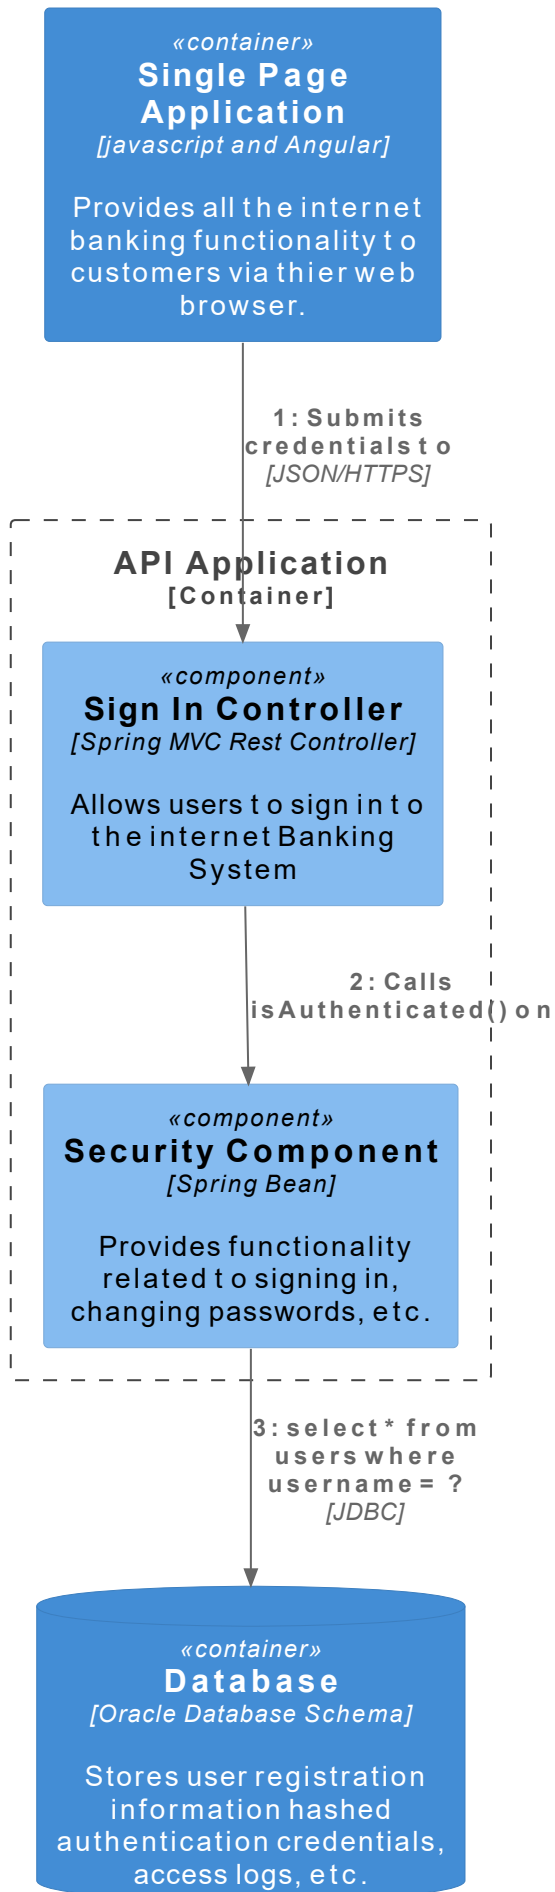 «container»
Single Page
Application
[javascript and Angular]
Provides all the internet
banking functionality to
customers via thier web
browser.
1: Submits
credentials to
[JSON/HTTPS]
API Application
[Container]
«component»
Sign In Controller
[Spring MVC Rest Controller]
Allows users to sign in to
the internet Banking
System
2: Calls
isAuthenticated() on
«component»
Security Component
[Spring Bean]
Provides functionality
related to signing in,
changing passwords, etc.
3: select * from
users where
username = ?
[JDBC]
«container»
Database
[Oracle Database Schema]
Stores user registration
information hashed
authentication credentials,
access logs, etc.